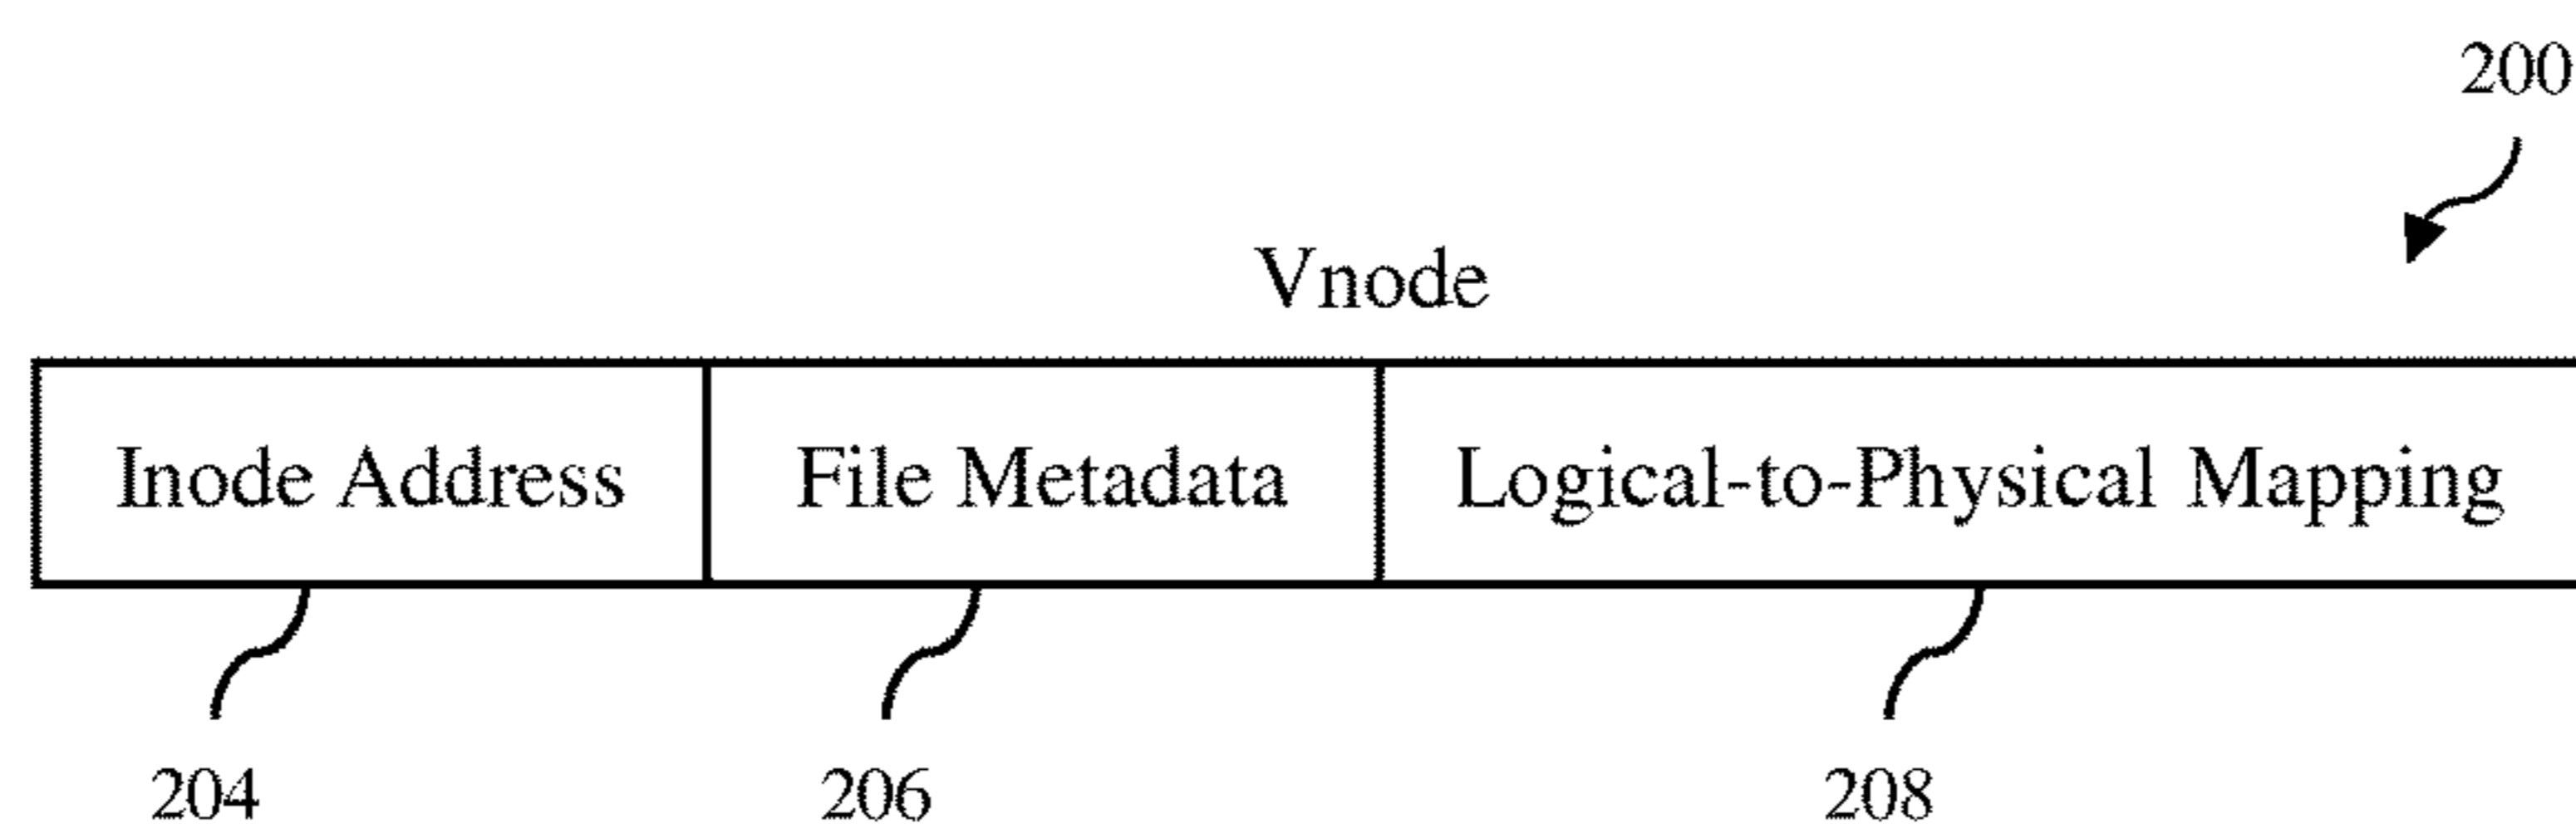 200
Vnode
Inode Address File Metadata Logical-to-Physical Mapping
204 206 208